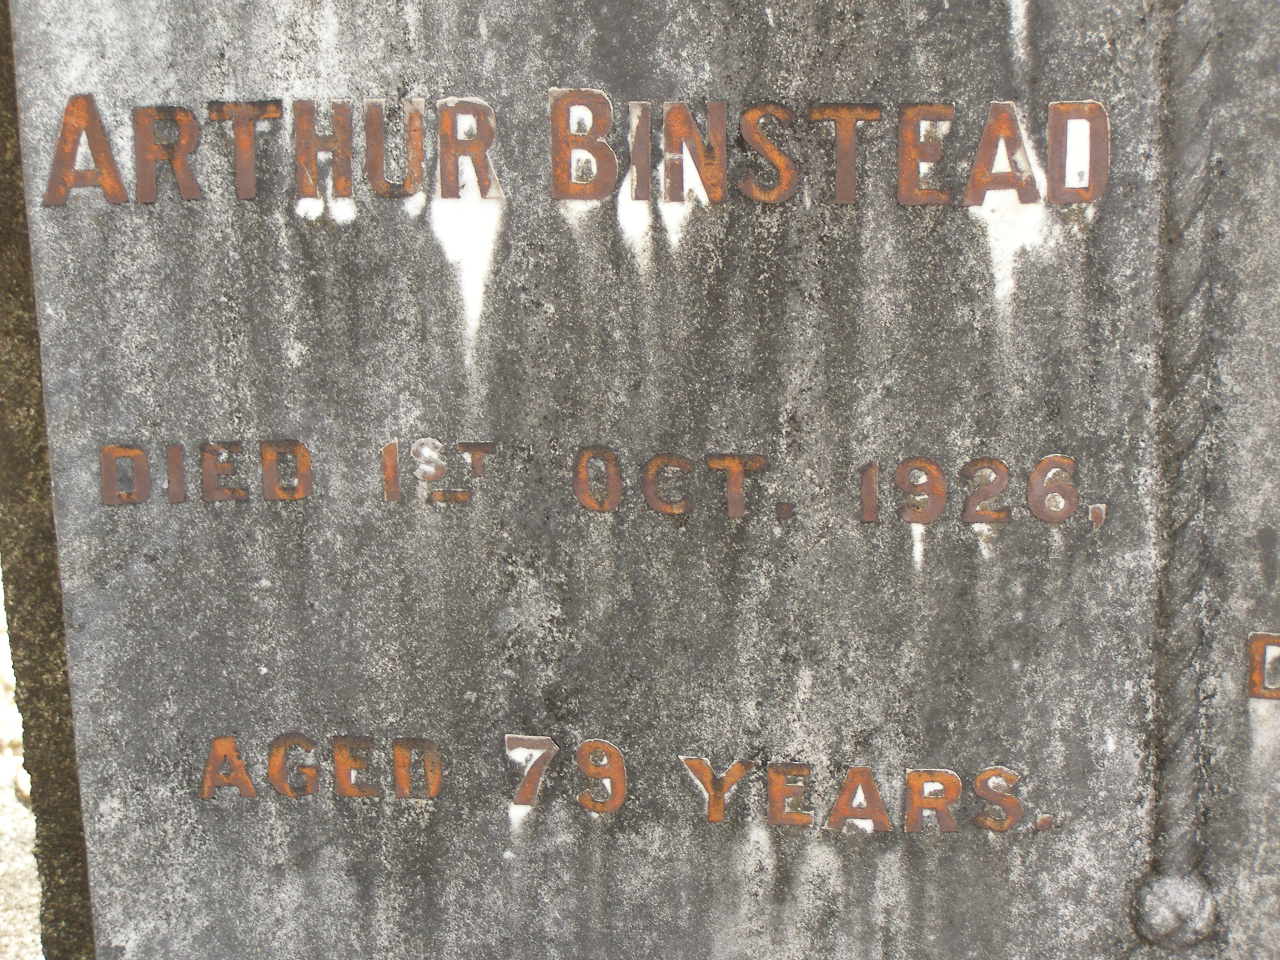 ARTHUR BINSTEAD
DIED 1ST OCT. 1926,
AGED 79 YEARS.